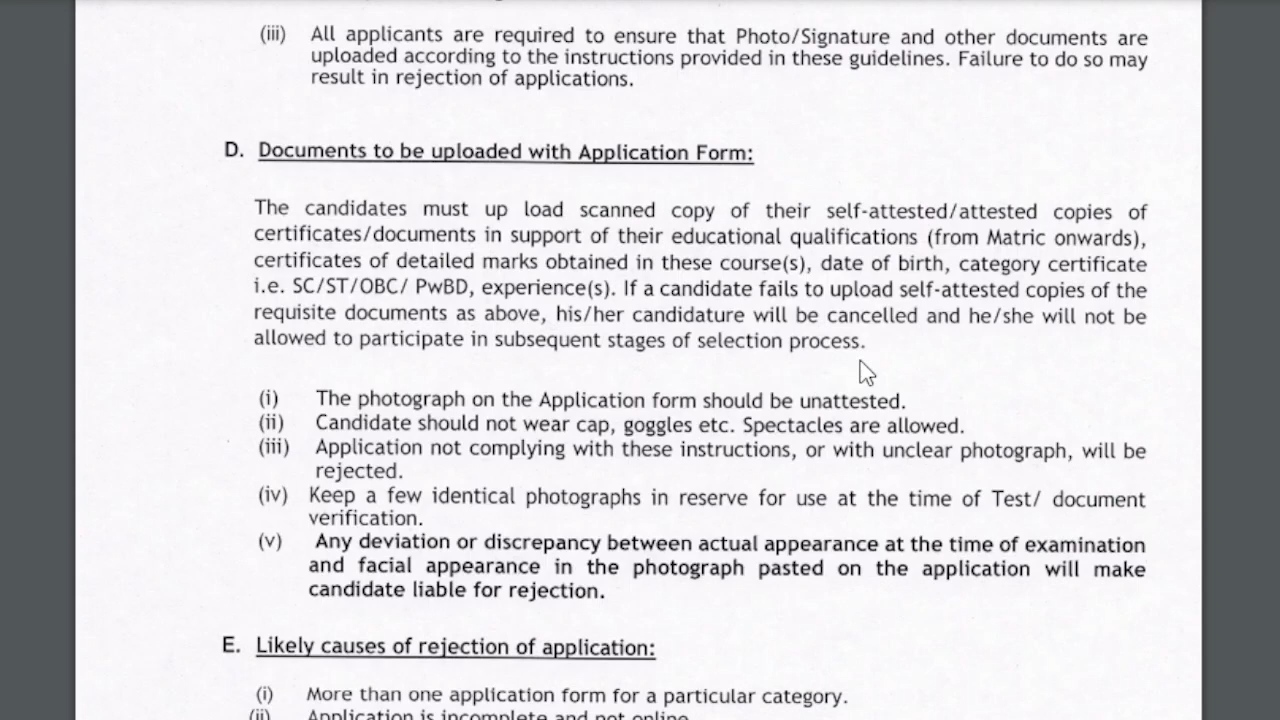 (iii) All applicants are required to ensure that Photo/Signature and other documents are
uploaded according to the instructions provided in these guidelines. Failure to do so may
result in rejection of applications.
D. Documents to be uploaded with Application Form:
The candidates must up load scanned copy of their self-attested/attested copies of
certificates/documents in support of their educational qualifications (from Matric onwards),
certificates of detailed marks obtained in these course(s), date of birth, category certificate
i.e. SC/ST/OBC/ PwBD, experience(s). If a candidate fails to upload self-attested copies of the
requisite documents as above, his/her candidature will be cancelled and he/she will not be
allowed to participate in subsequent stages of selection process.
(i) The photograph on the Application form should be unattested.
(ii) Candidate should not wear cap, goggles etc. Spectacles are allowed.
(iii) Application not complying with these instructions, or with unclear photograph, will be
rejected.
(iv) Keep a few identical photographs in reserve for use at the time of Test/ document
verification.
(v) Any deviation or discrepancy between actual appearance at the time of examination
and facial appearance in the photograph pasted on the application will make
candidate liable for rejection.
E. Likely causes of rejection of application:
(i) More than one application form for a particular category.
(ii) Application is incomplete and not online